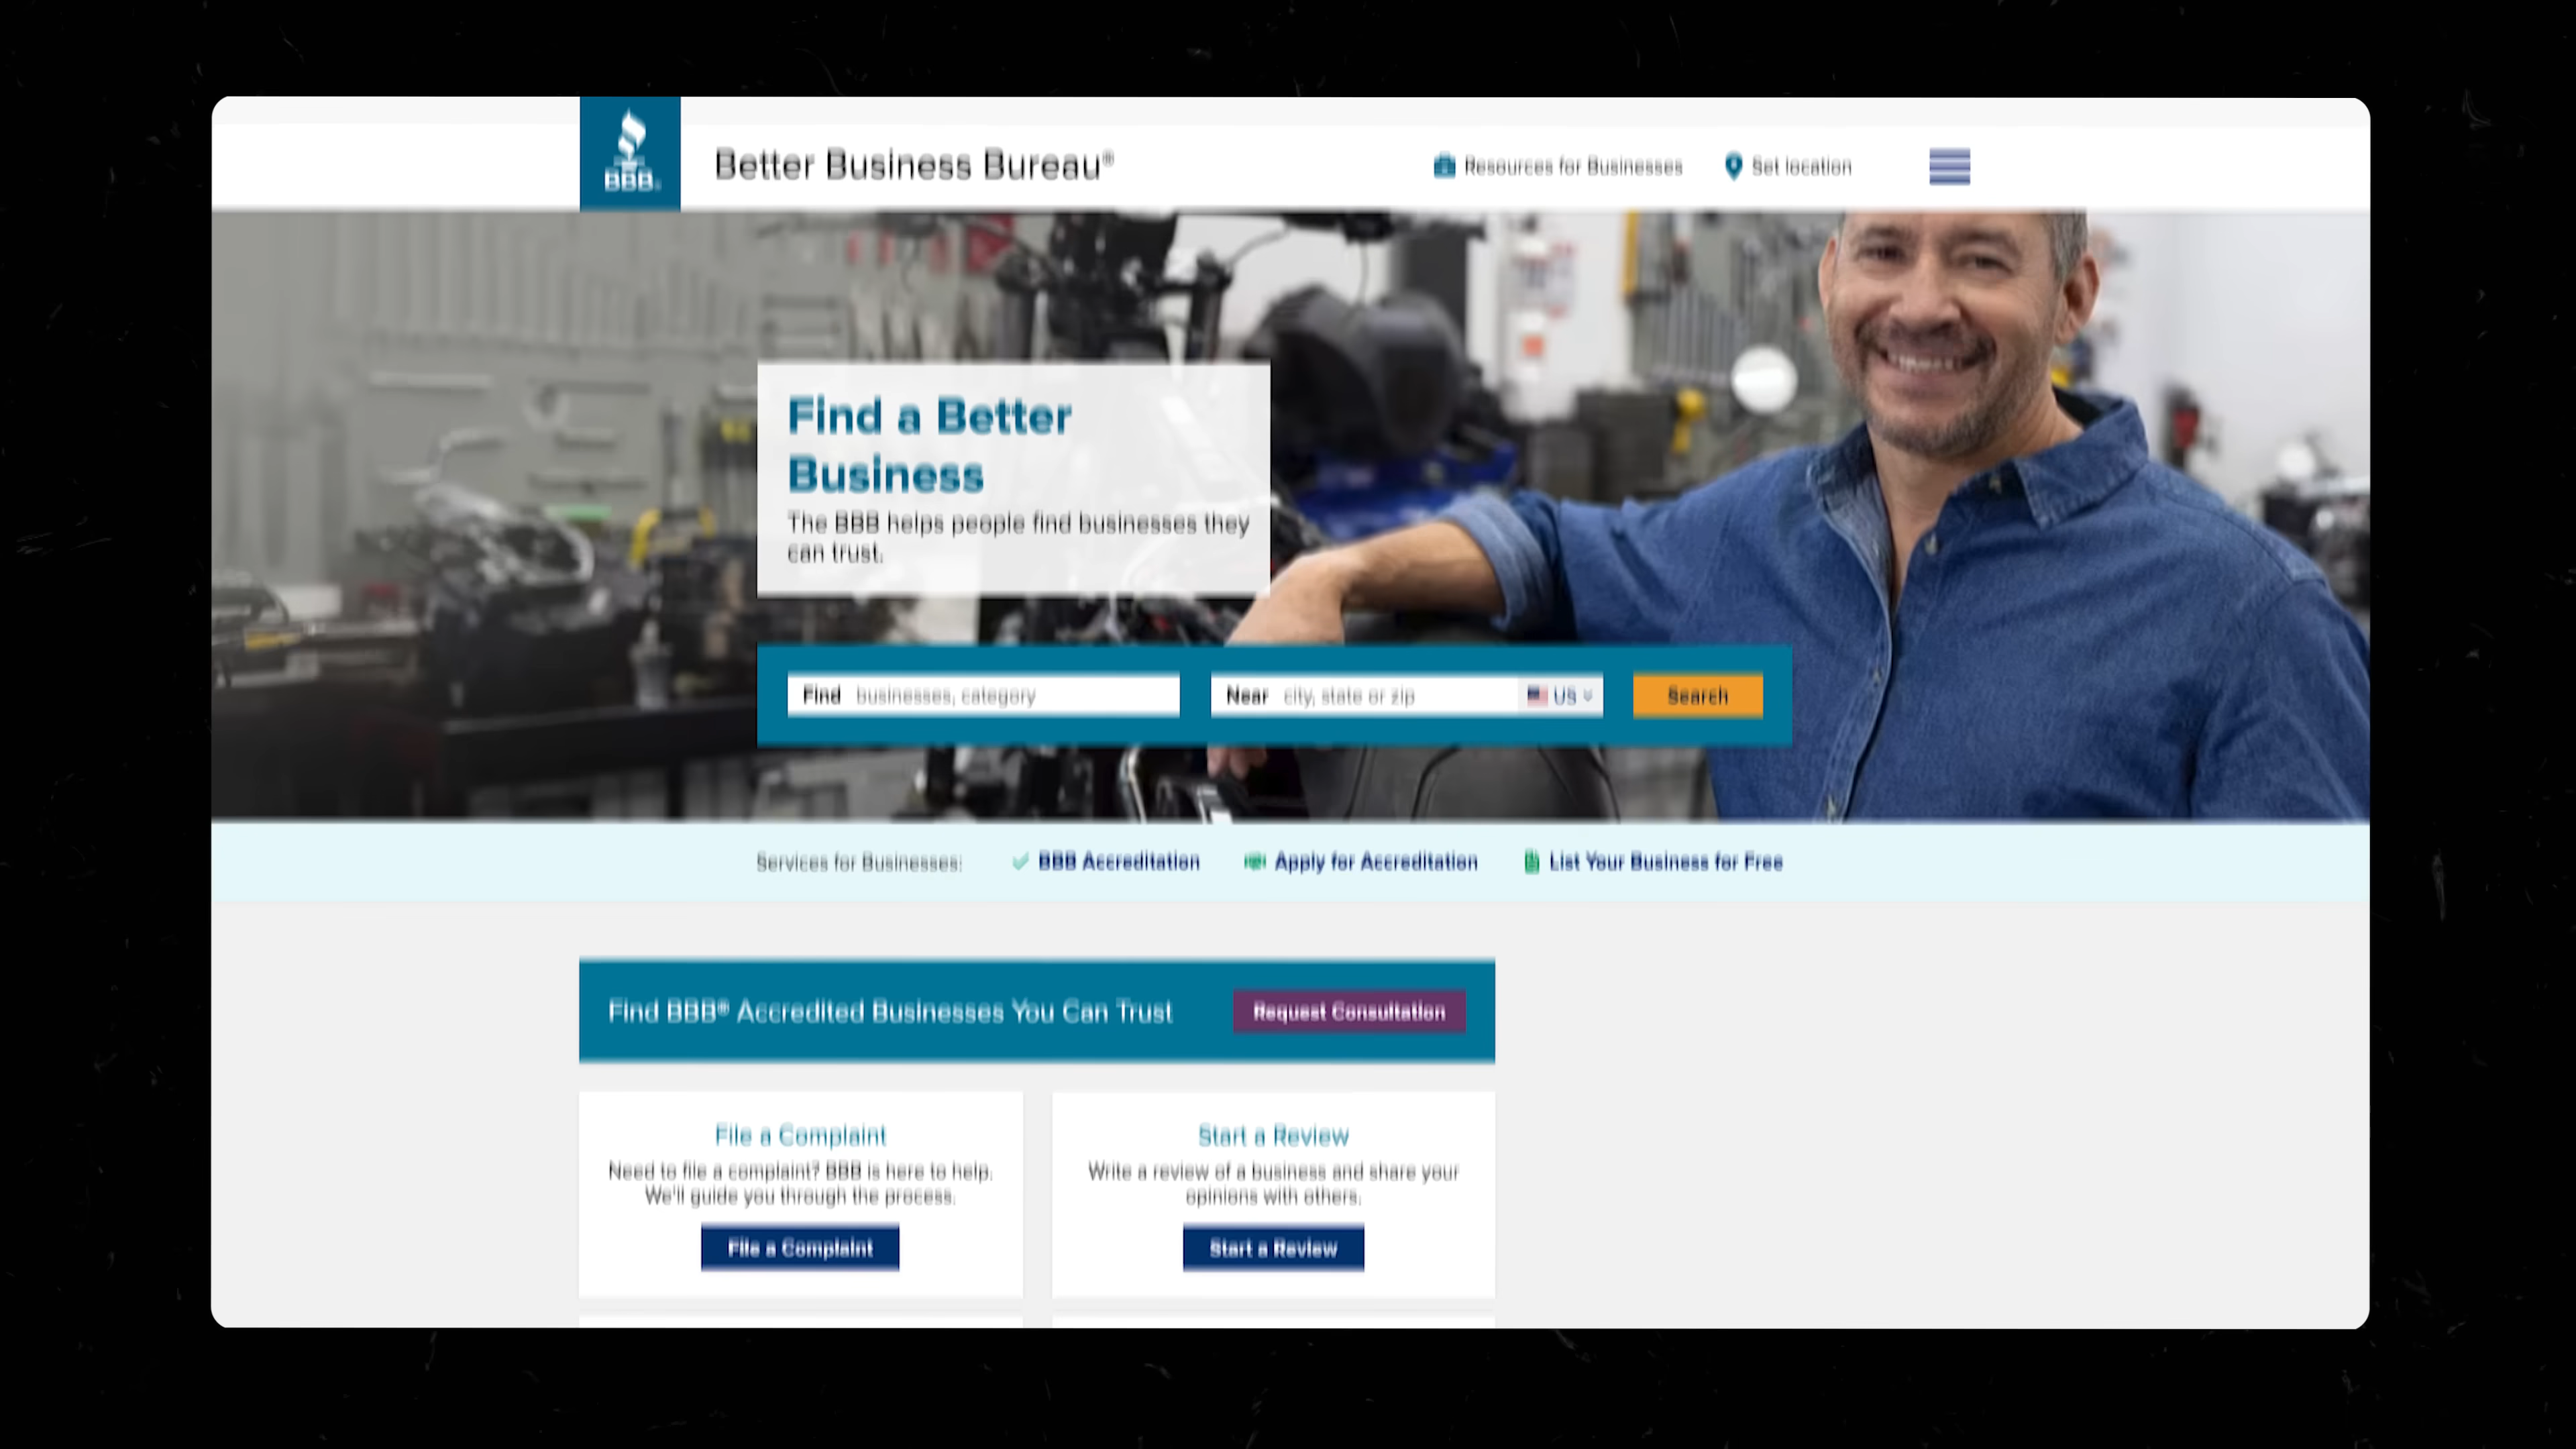 BBB
Better Business Bureau®
Resources for Businesses
Set location
Find a Better
Business
The BBB helps people find businesses they
can trust.
Find businesses, category
Near city, state or zip
US
Search
Services for Businesses:
BBB Accreditation
Apply for Accreditation
List Your Business for Free
Find BBB® Accredited Businesses You Can Trust
Request Consultation
File a Complaint
Need to file a complaint? BBB is here to help.
We'll guide you through the process.
File a Complaint
Start a Review
Write a review of a business and share your
opinions with others.
Start a Review